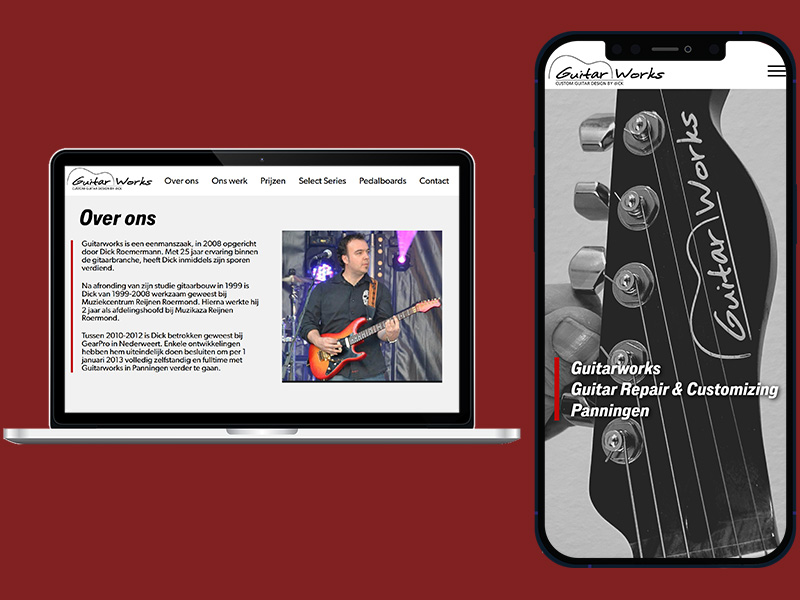 Guitar Works
CUSTOM GUITAR DESIGN BY DICK
Over ons
Ons werk
Prijzen
Select Series
Pedalboards
Contact
Over ons
Guitarworks is een eenmanszaak, in 2008 opgericht
door Dick Roemermann. Met 25 jaar ervaring binnen
de gitaarbranche, heeft Dick inmiddels zijn sporen
verdiend.
Na afronding van zijn studie gitaarbouw in 1999 is
Dick van 1999-2008 werkzaam geweest bij
Muziekcentrum Reijnen Roermond. Hierna werkte hij
2 jaar als afdelingshoofd bij Muzikaza Reijnen
Roermond.
Tussen 2010-2012 is Dick betrokken geweest bij
GearPro in Nederweert. Enkele ontwikkelingen
hebben hem uiteindelijk doen besluiten om per 1
januari 2013 volledig zelfstandig en fulltime met
Guitarworks in Panningen verder te gaan.
Guitar Works
CUSTOM GUITAR DESIGN BY DICK
Guitar Works
Guitarworks
Guitar Repair & Customizing
Panningen